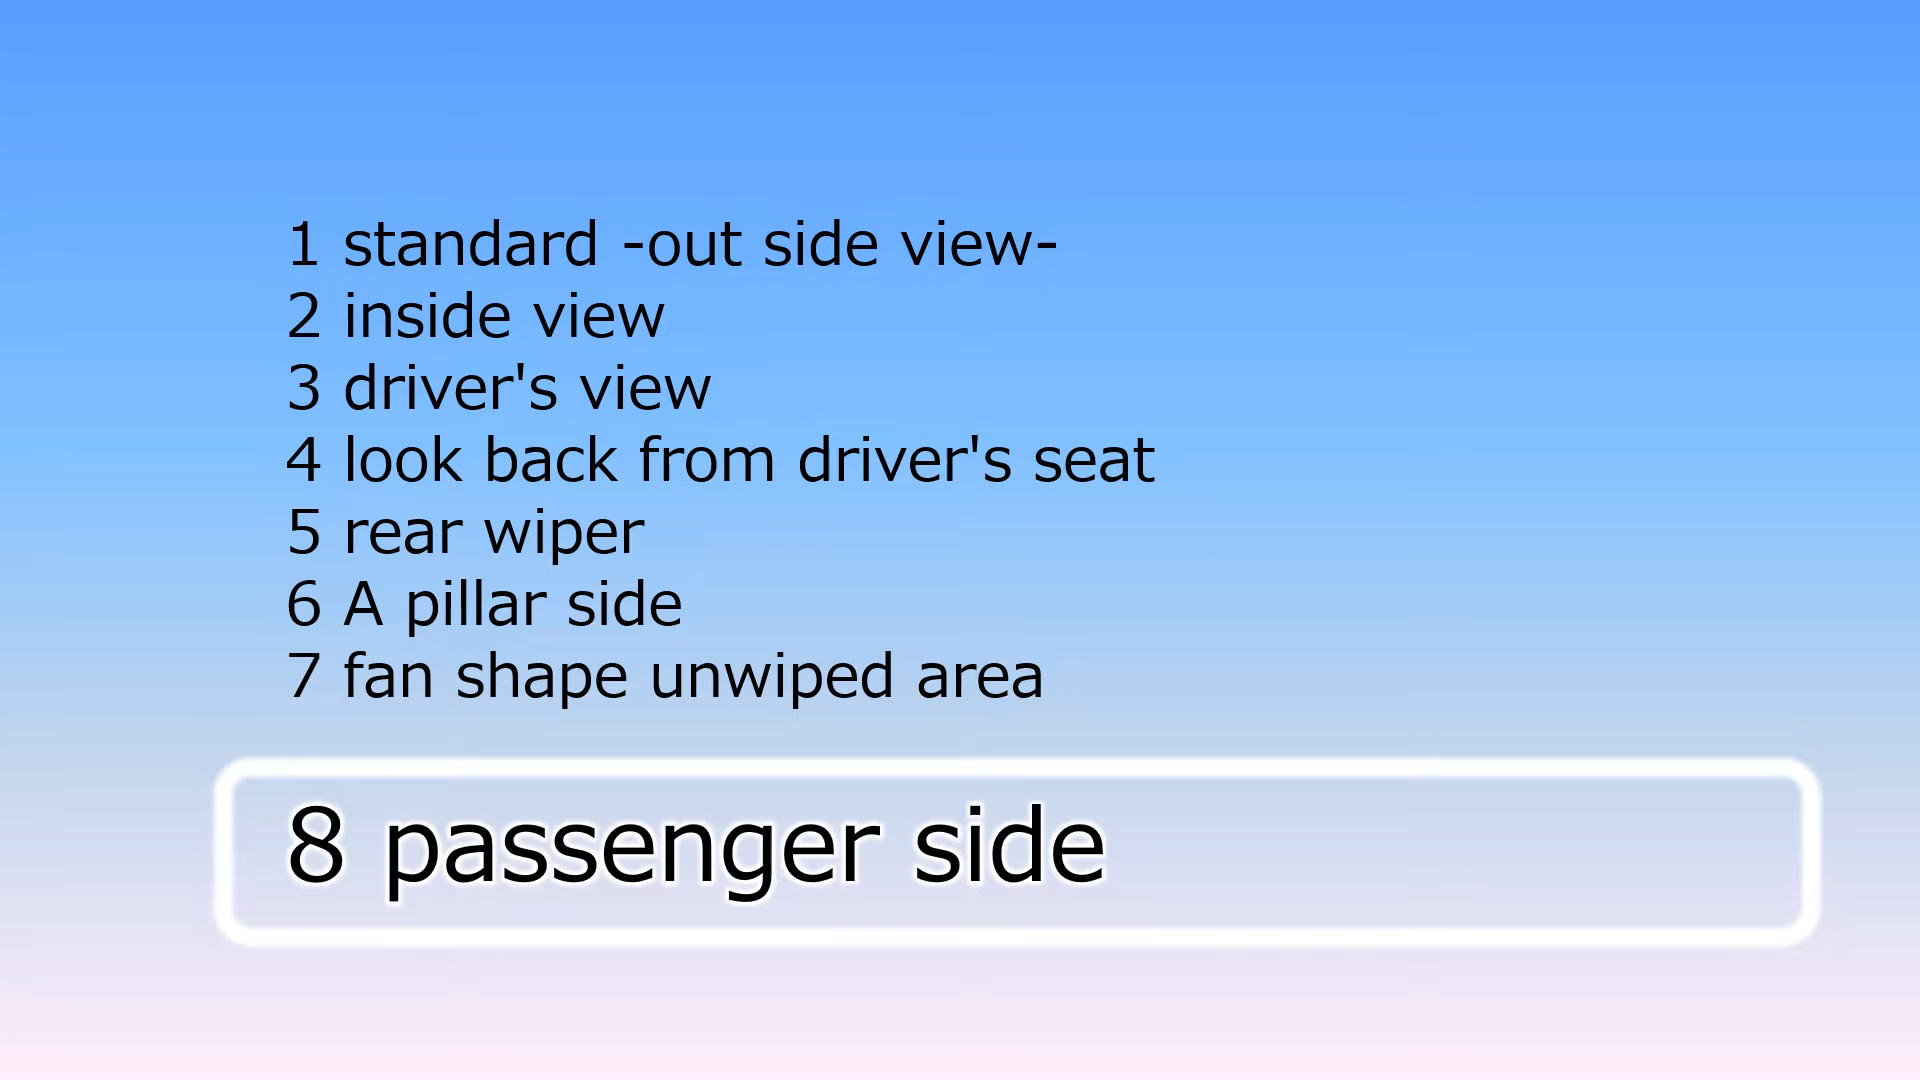 1 standard -out side view-
2 inside view
3 driver's view
4 look back from driver's seat
5 rear wiper
6 A pillar side
7 fan shape unwiped area
8 passenger side